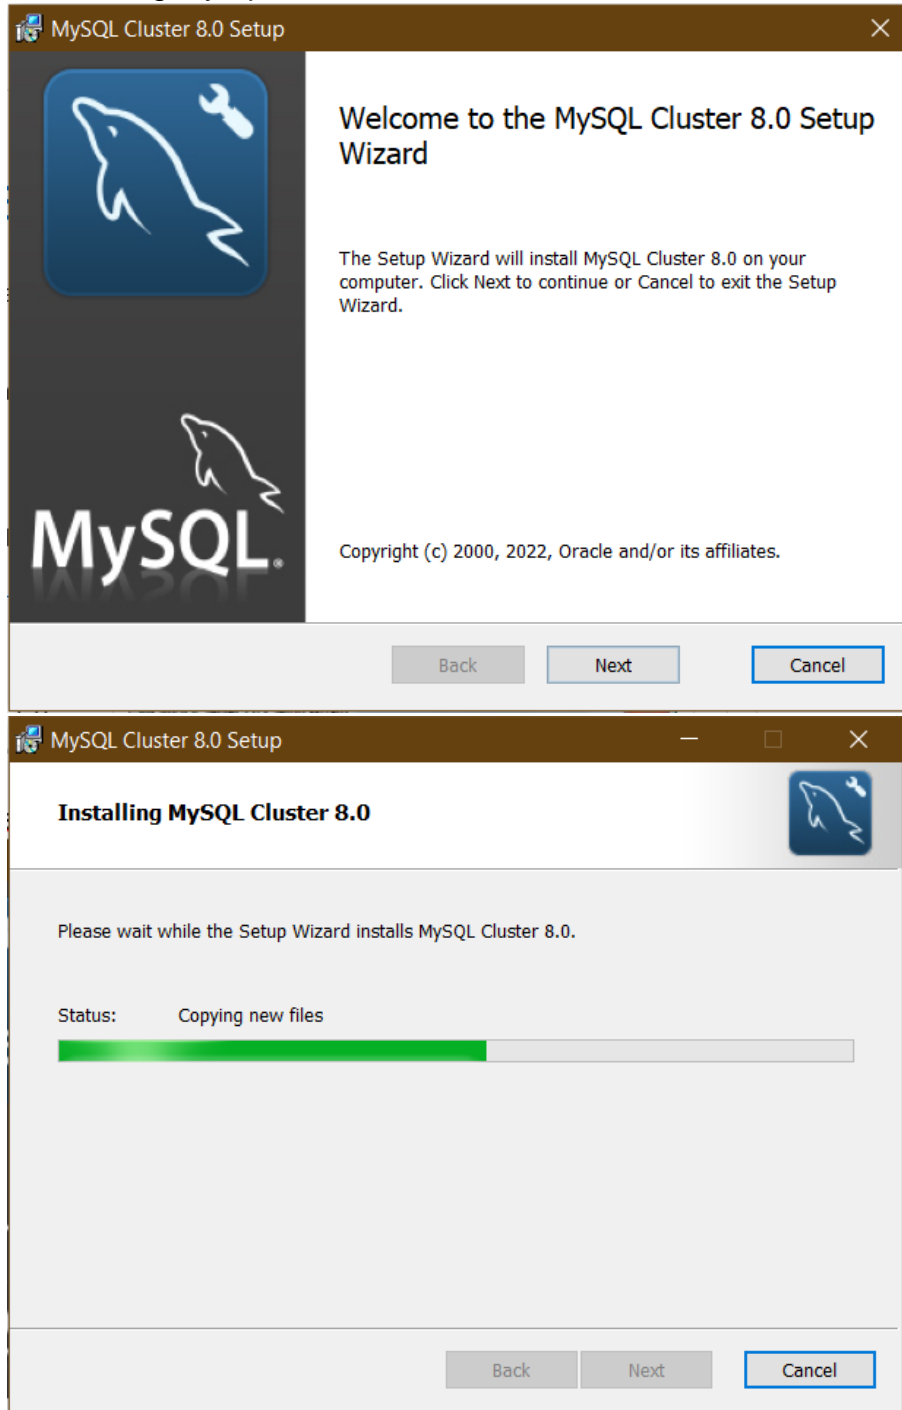 MySQL Cluster 8.0 Setup
Welcome to the MySQL Cluster 8.0 Setup
Wizard
The Setup Wizard will install MySQL Cluster 8.0 on your
computer. Click Next to continue or Cancel to exit the Setup
Wizard.
MySQL®
Copyright (c) 2000, 2022, Oracle and/or its affiliates.
Back Next Cancel
MySQL Cluster 8.0 Setup
Installing MySQL Cluster 8.0
Please wait while the Setup Wizard installs MySQL Cluster 8.0.
Status: Copying new files
Back Next Cancel